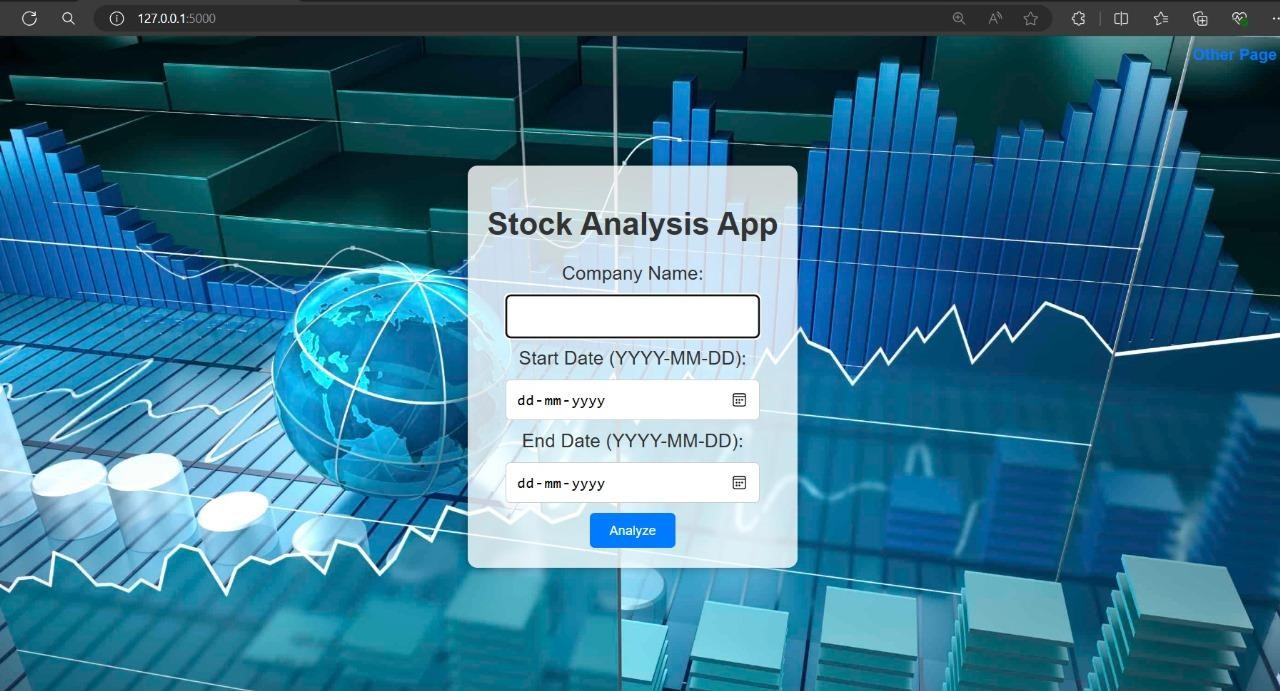 127.0.0.1:5000
Other Page
Stock Analysis App
Company Name:
Start Date (YYYY-MM-DD):
dd-mm-yyyy
End Date (YYYY-MM-DD):
dd-mm-yyyy
Analyze